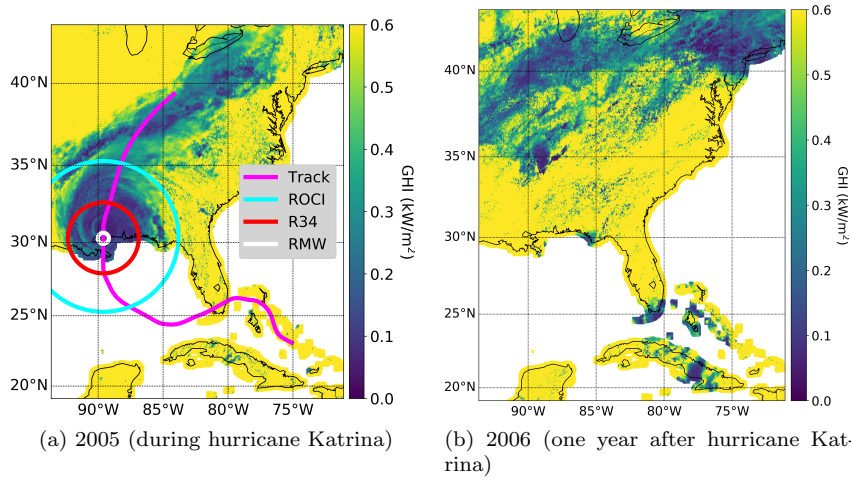 40°N
35°N
30°N
25°N
20°N
90°W
85°W
80°W
75°W
Track
ROCI
R34
RMW
0.6
0.5
0.4
0.3
0.2
0.1
0.0
GHI (kW/m²)
(a) 2005 (during hurricane Katrina)
40°N
35°N
30°N
25°N
20°N
90°W
85°W
80°W
75°W
0.6
0.5
0.4
0.3
0.2
0.1
0.0
GHI (kW/m²)
(b) 2006 (one year after hurricane Kat-
rina)